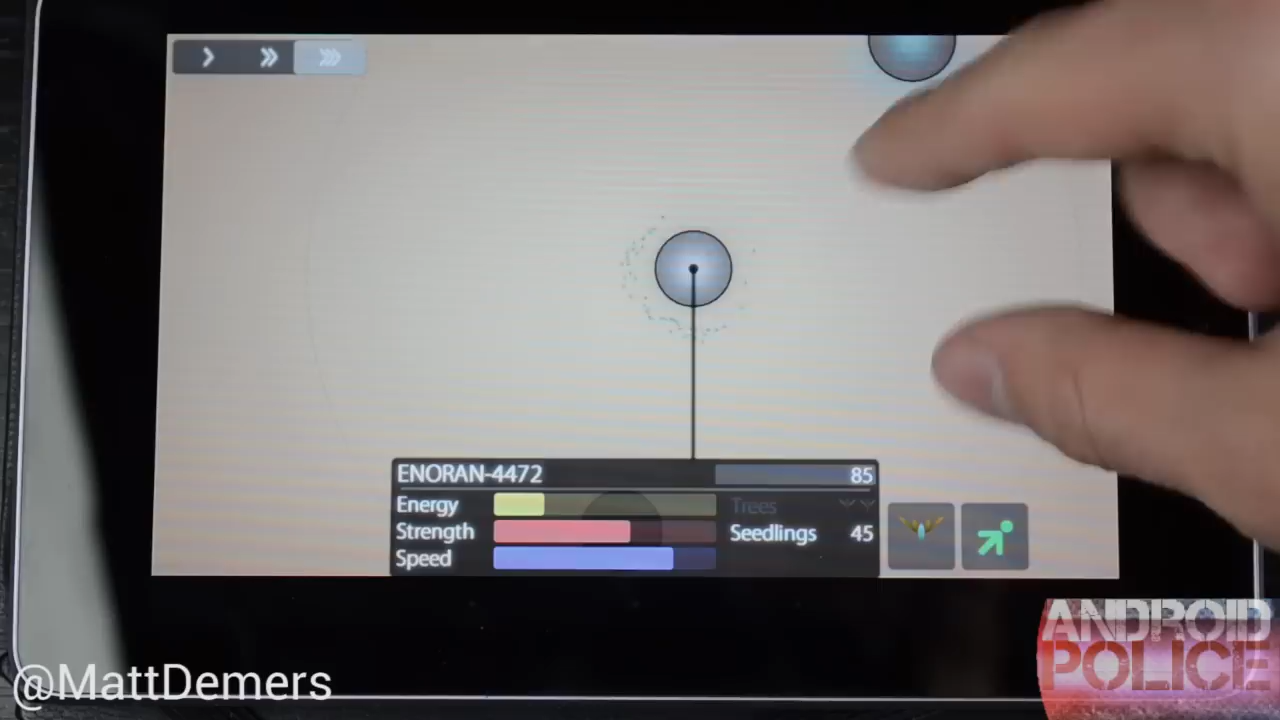 ENORAN-4472 85
Energy Trees
Strength Seedlings 45
Speed
@MattDemers
ANDROID
POLICE